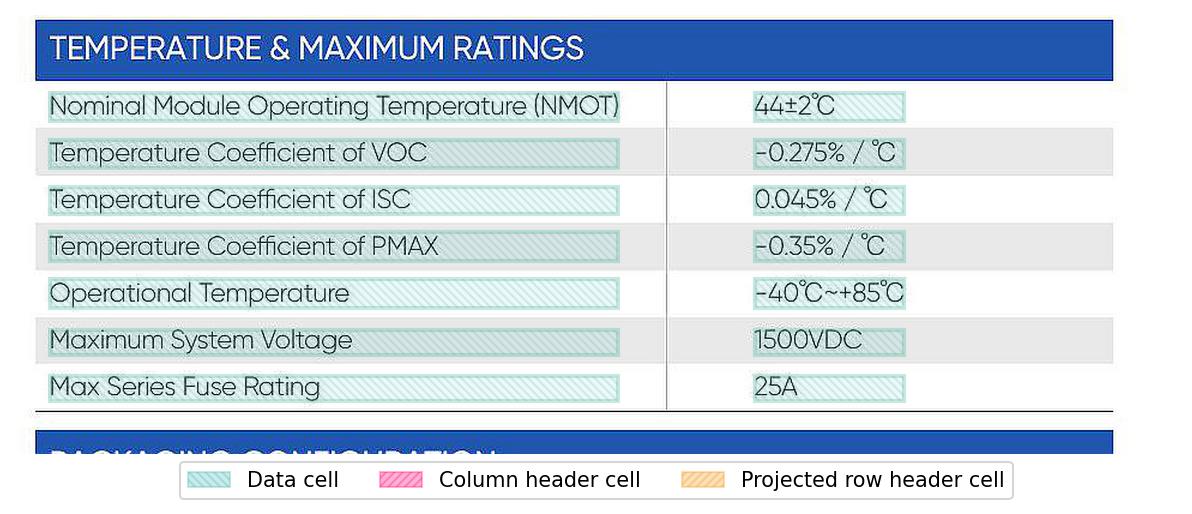 TEMPERATURE & MAXIMUM RATINGS
Nominal Module Operating Temperature (NMOT) 44±2℃
Temperature Coefficient of VOC -0.275% / ℃
Temperature Coefficient of ISC 0.045% / ℃
Temperature Coefficient of PMAX -0.35% / ℃
Operational Temperature -40℃~+85℃
Maximum System Voltage 1500VDC
Max Series Fuse Rating 25A
PACKAGING CONFIGURATION
Data cell Column header cell Projected row header cell